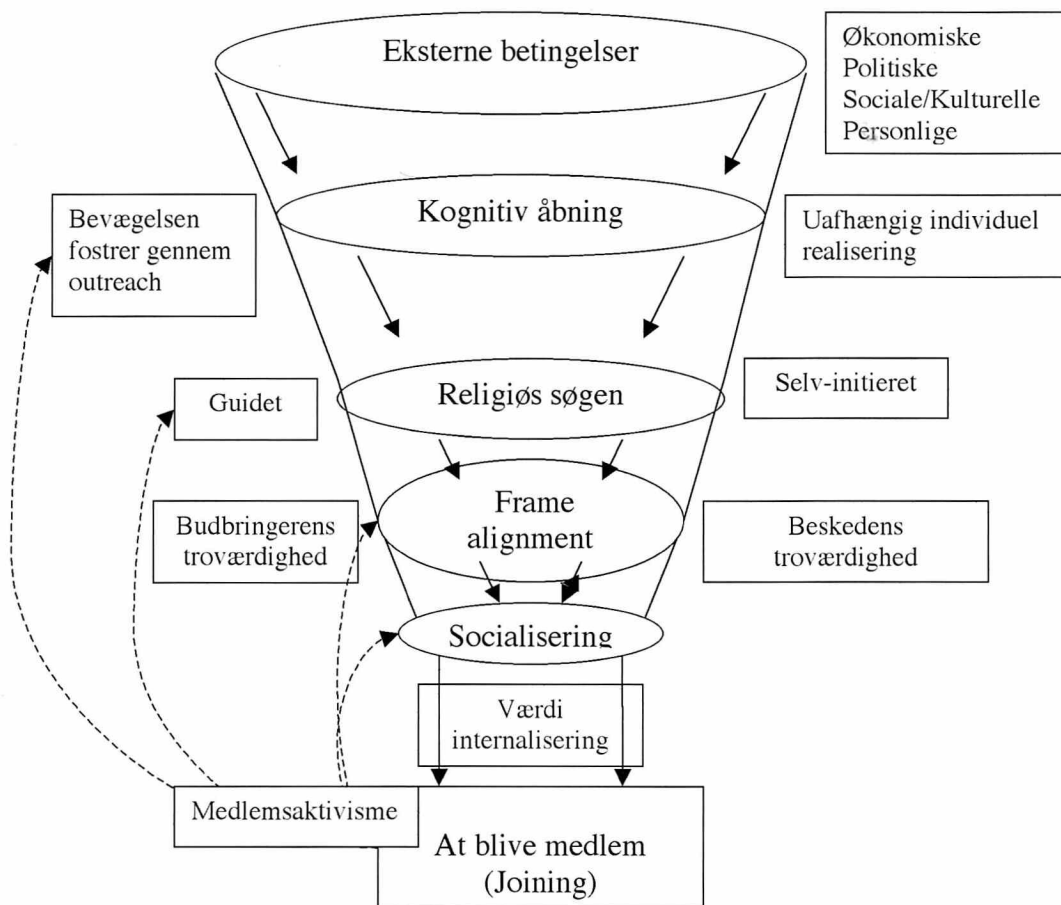 Eksterne betingelser
Økonomiske
Politiske
Sociale/Kulturelle
Personlige
Bevægelsen
fostrer gennem
outreach
Kognitiv åbning
Uafhængig individuel
realisering
Guidet
Religiøs søgen
Selv-initieret
Budbringerens
troværdighed
Frame
alignment
Beskedens
troværdighed
Socialisering
Værdi
internalisering
Medlemsaktivisme
At blive medlem
(Joining)